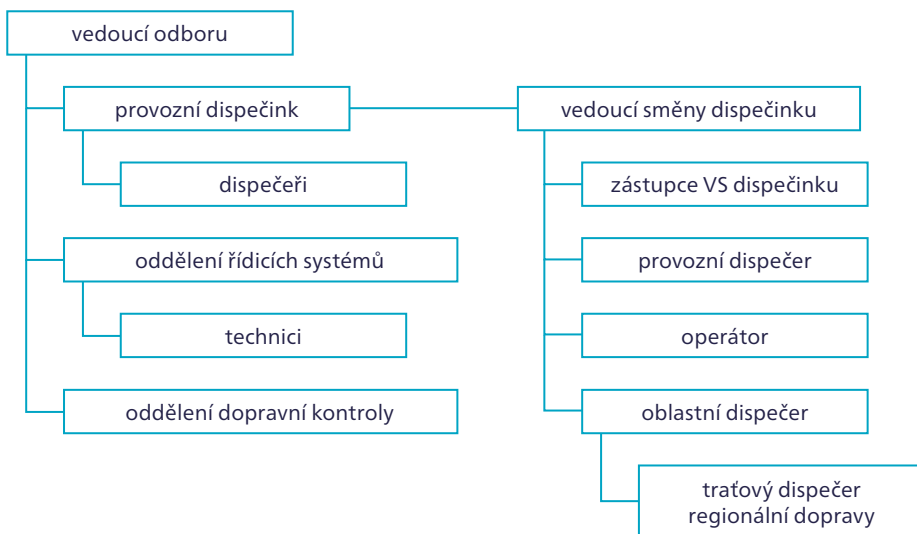 vedoucí odboru
provozní dispečink
dispečeři
oddělení řídicích systémů
technici
oddělení dopravní kontroly
vedoucí směny dispečinku
zástupce VS dispečinku
provozní dispečer
operátor
oblastní dispečer
traťový dispečer
regionální dopravy